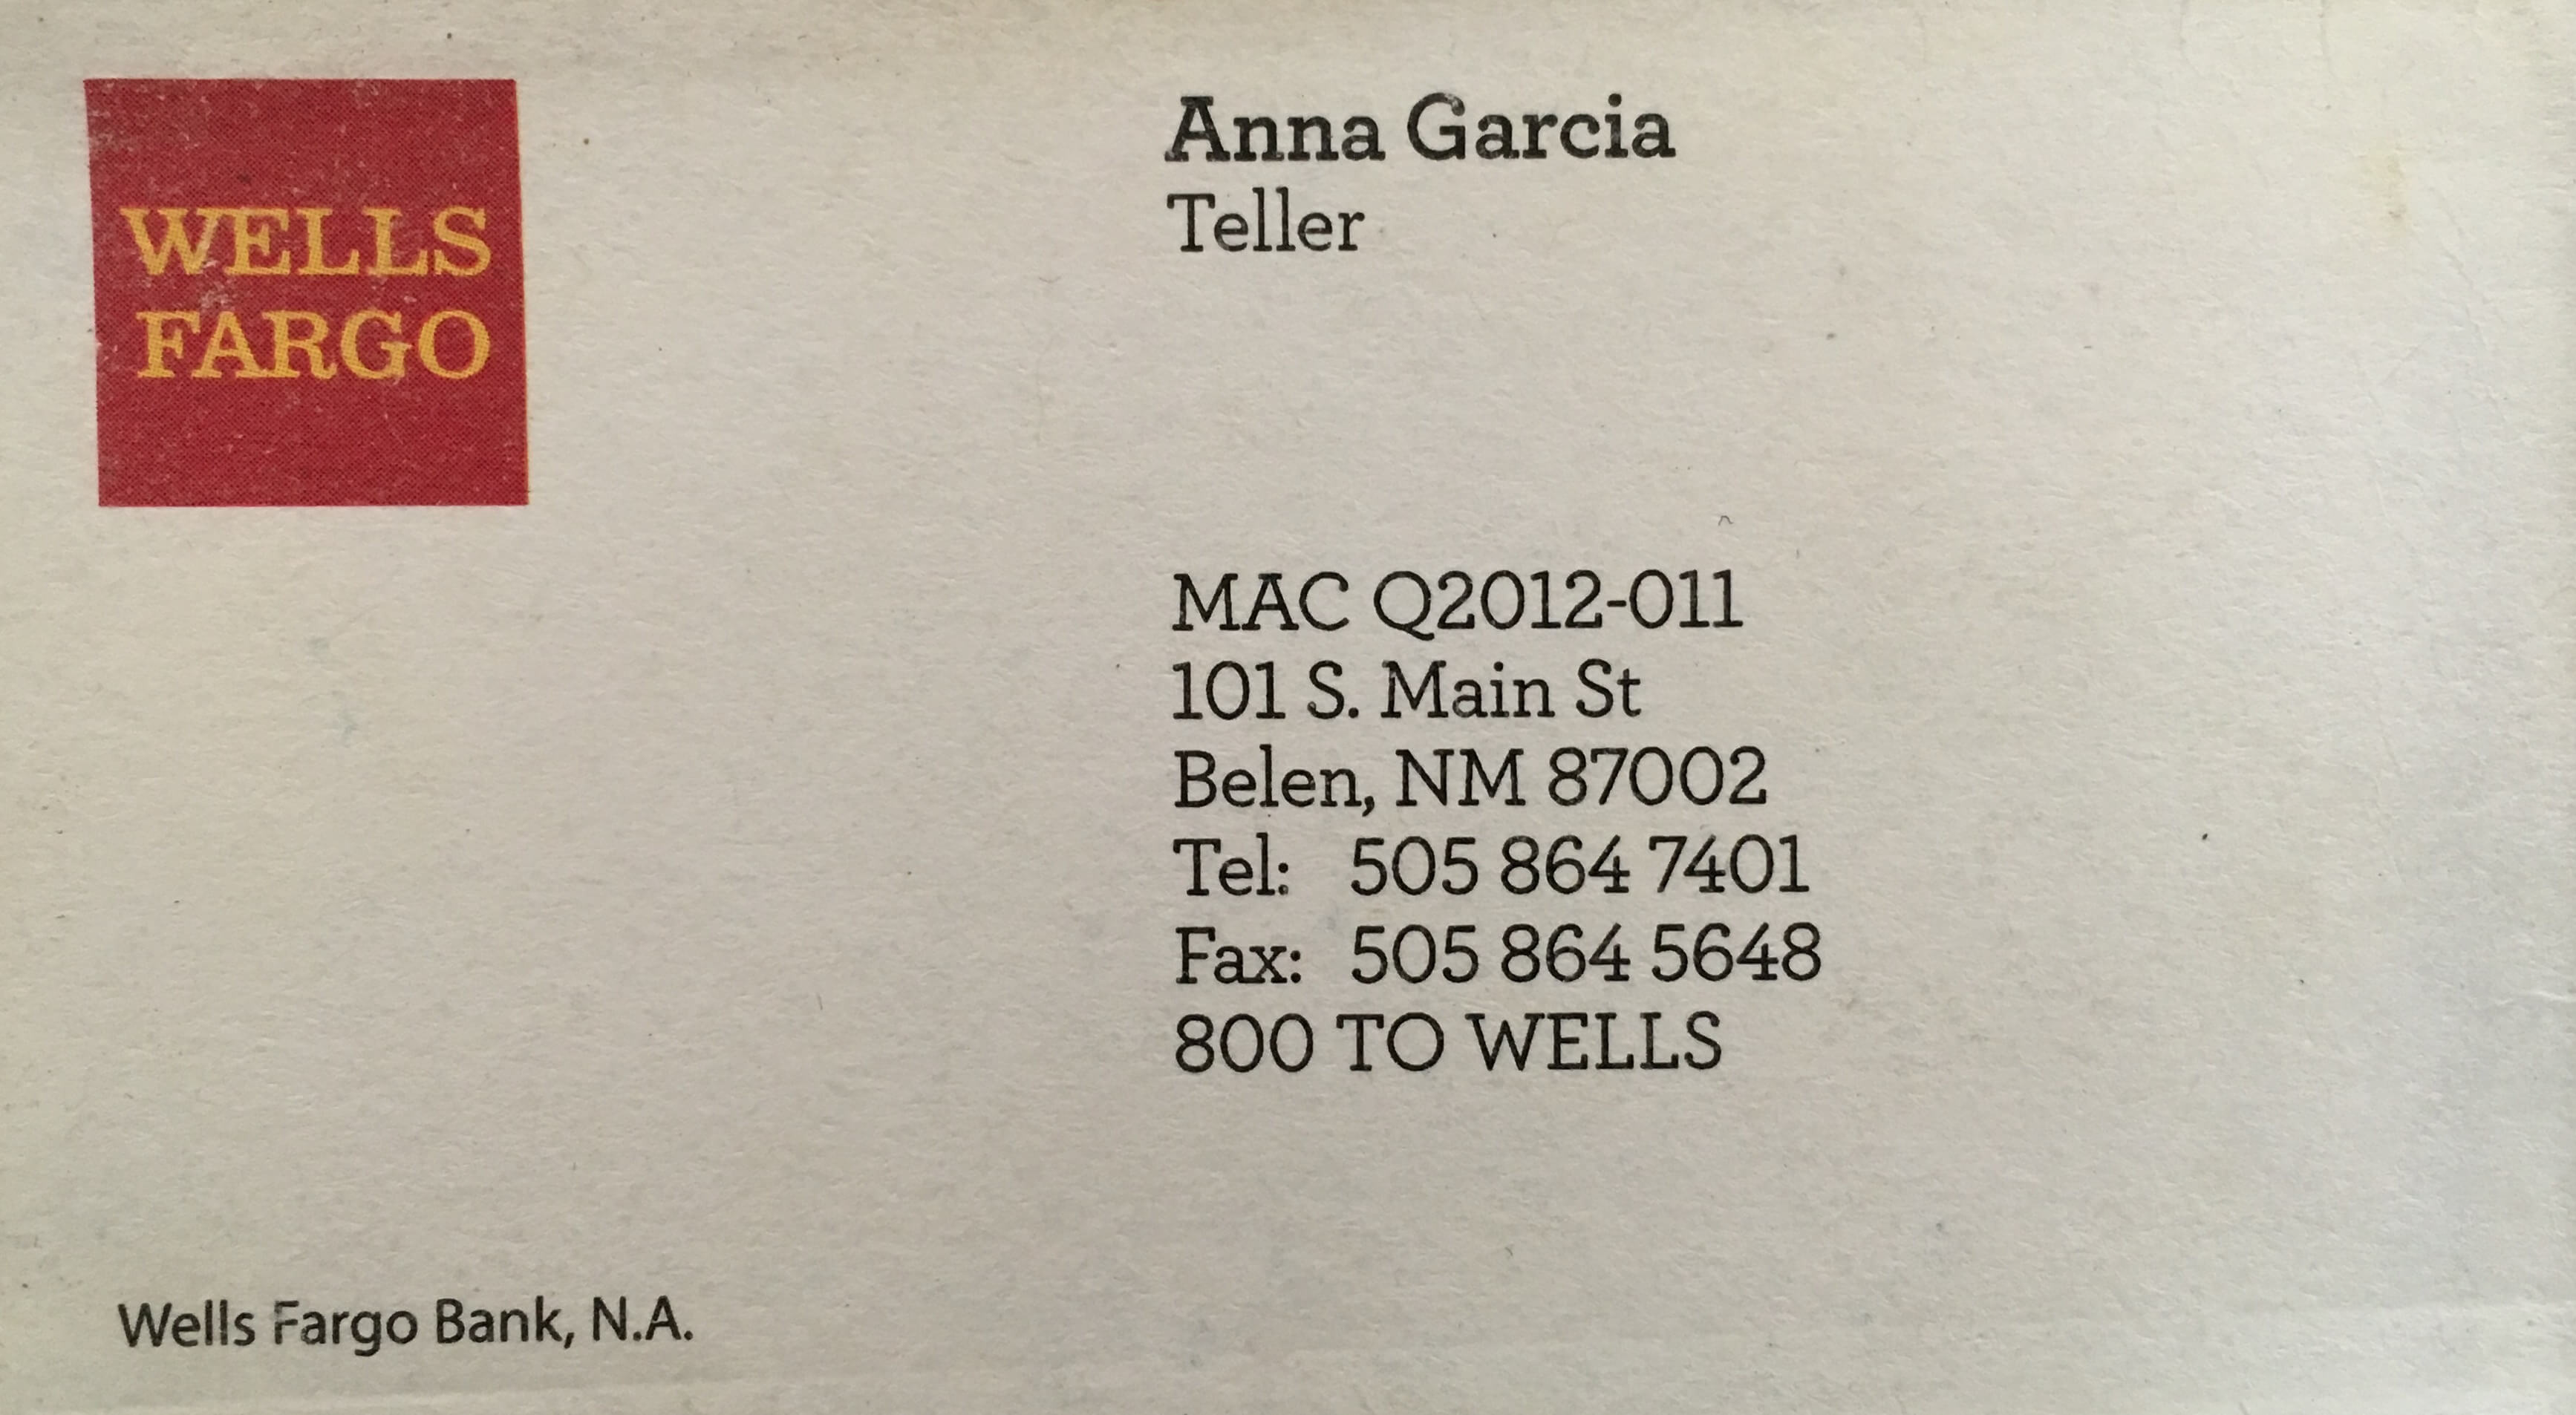 WELLS
FARGO
Anna Garcia
Teller
MAC Q2012-011
101 S. Main St
Belen, NM 87002
Tel: 505 864 7401
Fax: 505 864 5648
800 TO WELLS
Wells Fargo Bank, N.A.